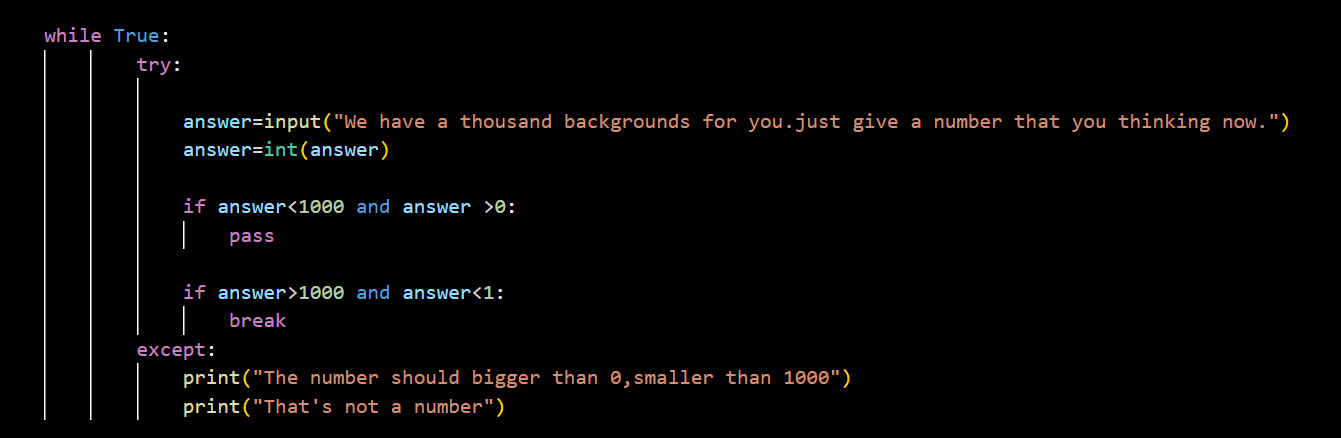 while True:
try:
answer=input("We have a thousand backgrounds for you.just give a number that you thinking now.")
answer=int(answer)
if answer<1000 and answer >0:
pass
if answer>1000 and answer<1:
break
except:
print("The number should bigger than 0,smaller than 1000")
print("That's not a number")